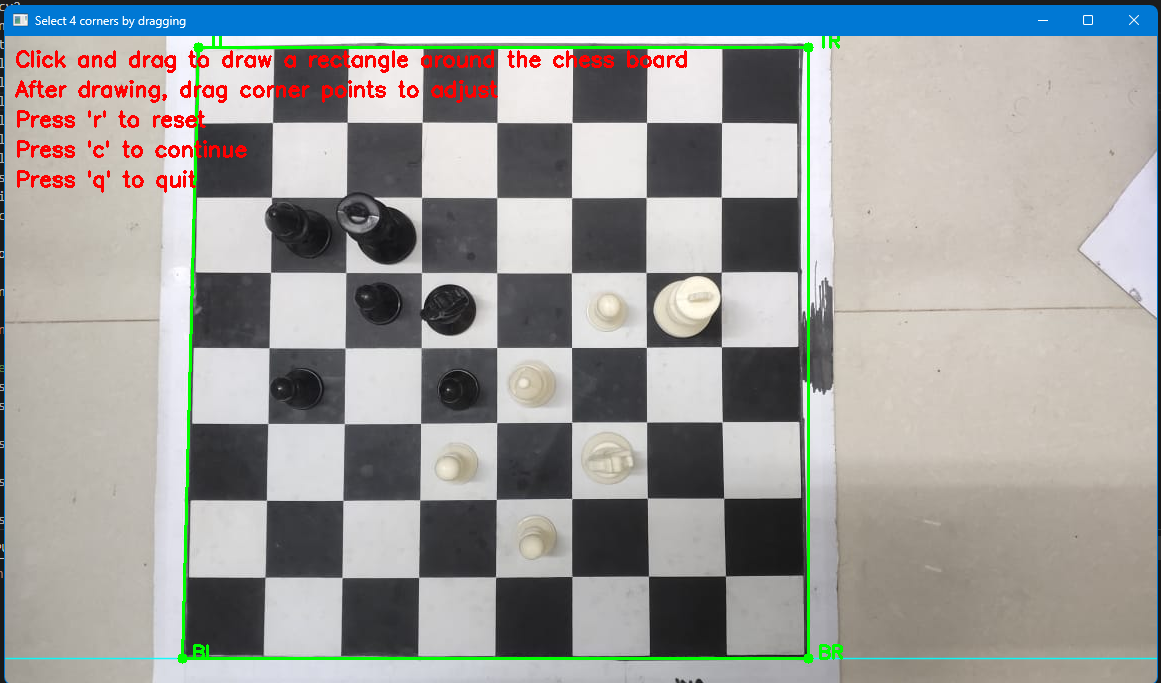 Select 4 corners by dragging
TL
TR
Click and drag to draw a rectangle around the chess board
After drawing, drag corner points to adjust
Press 'r' to reset
Press 'c' to continue
Press 'q' to quit
BL
BR